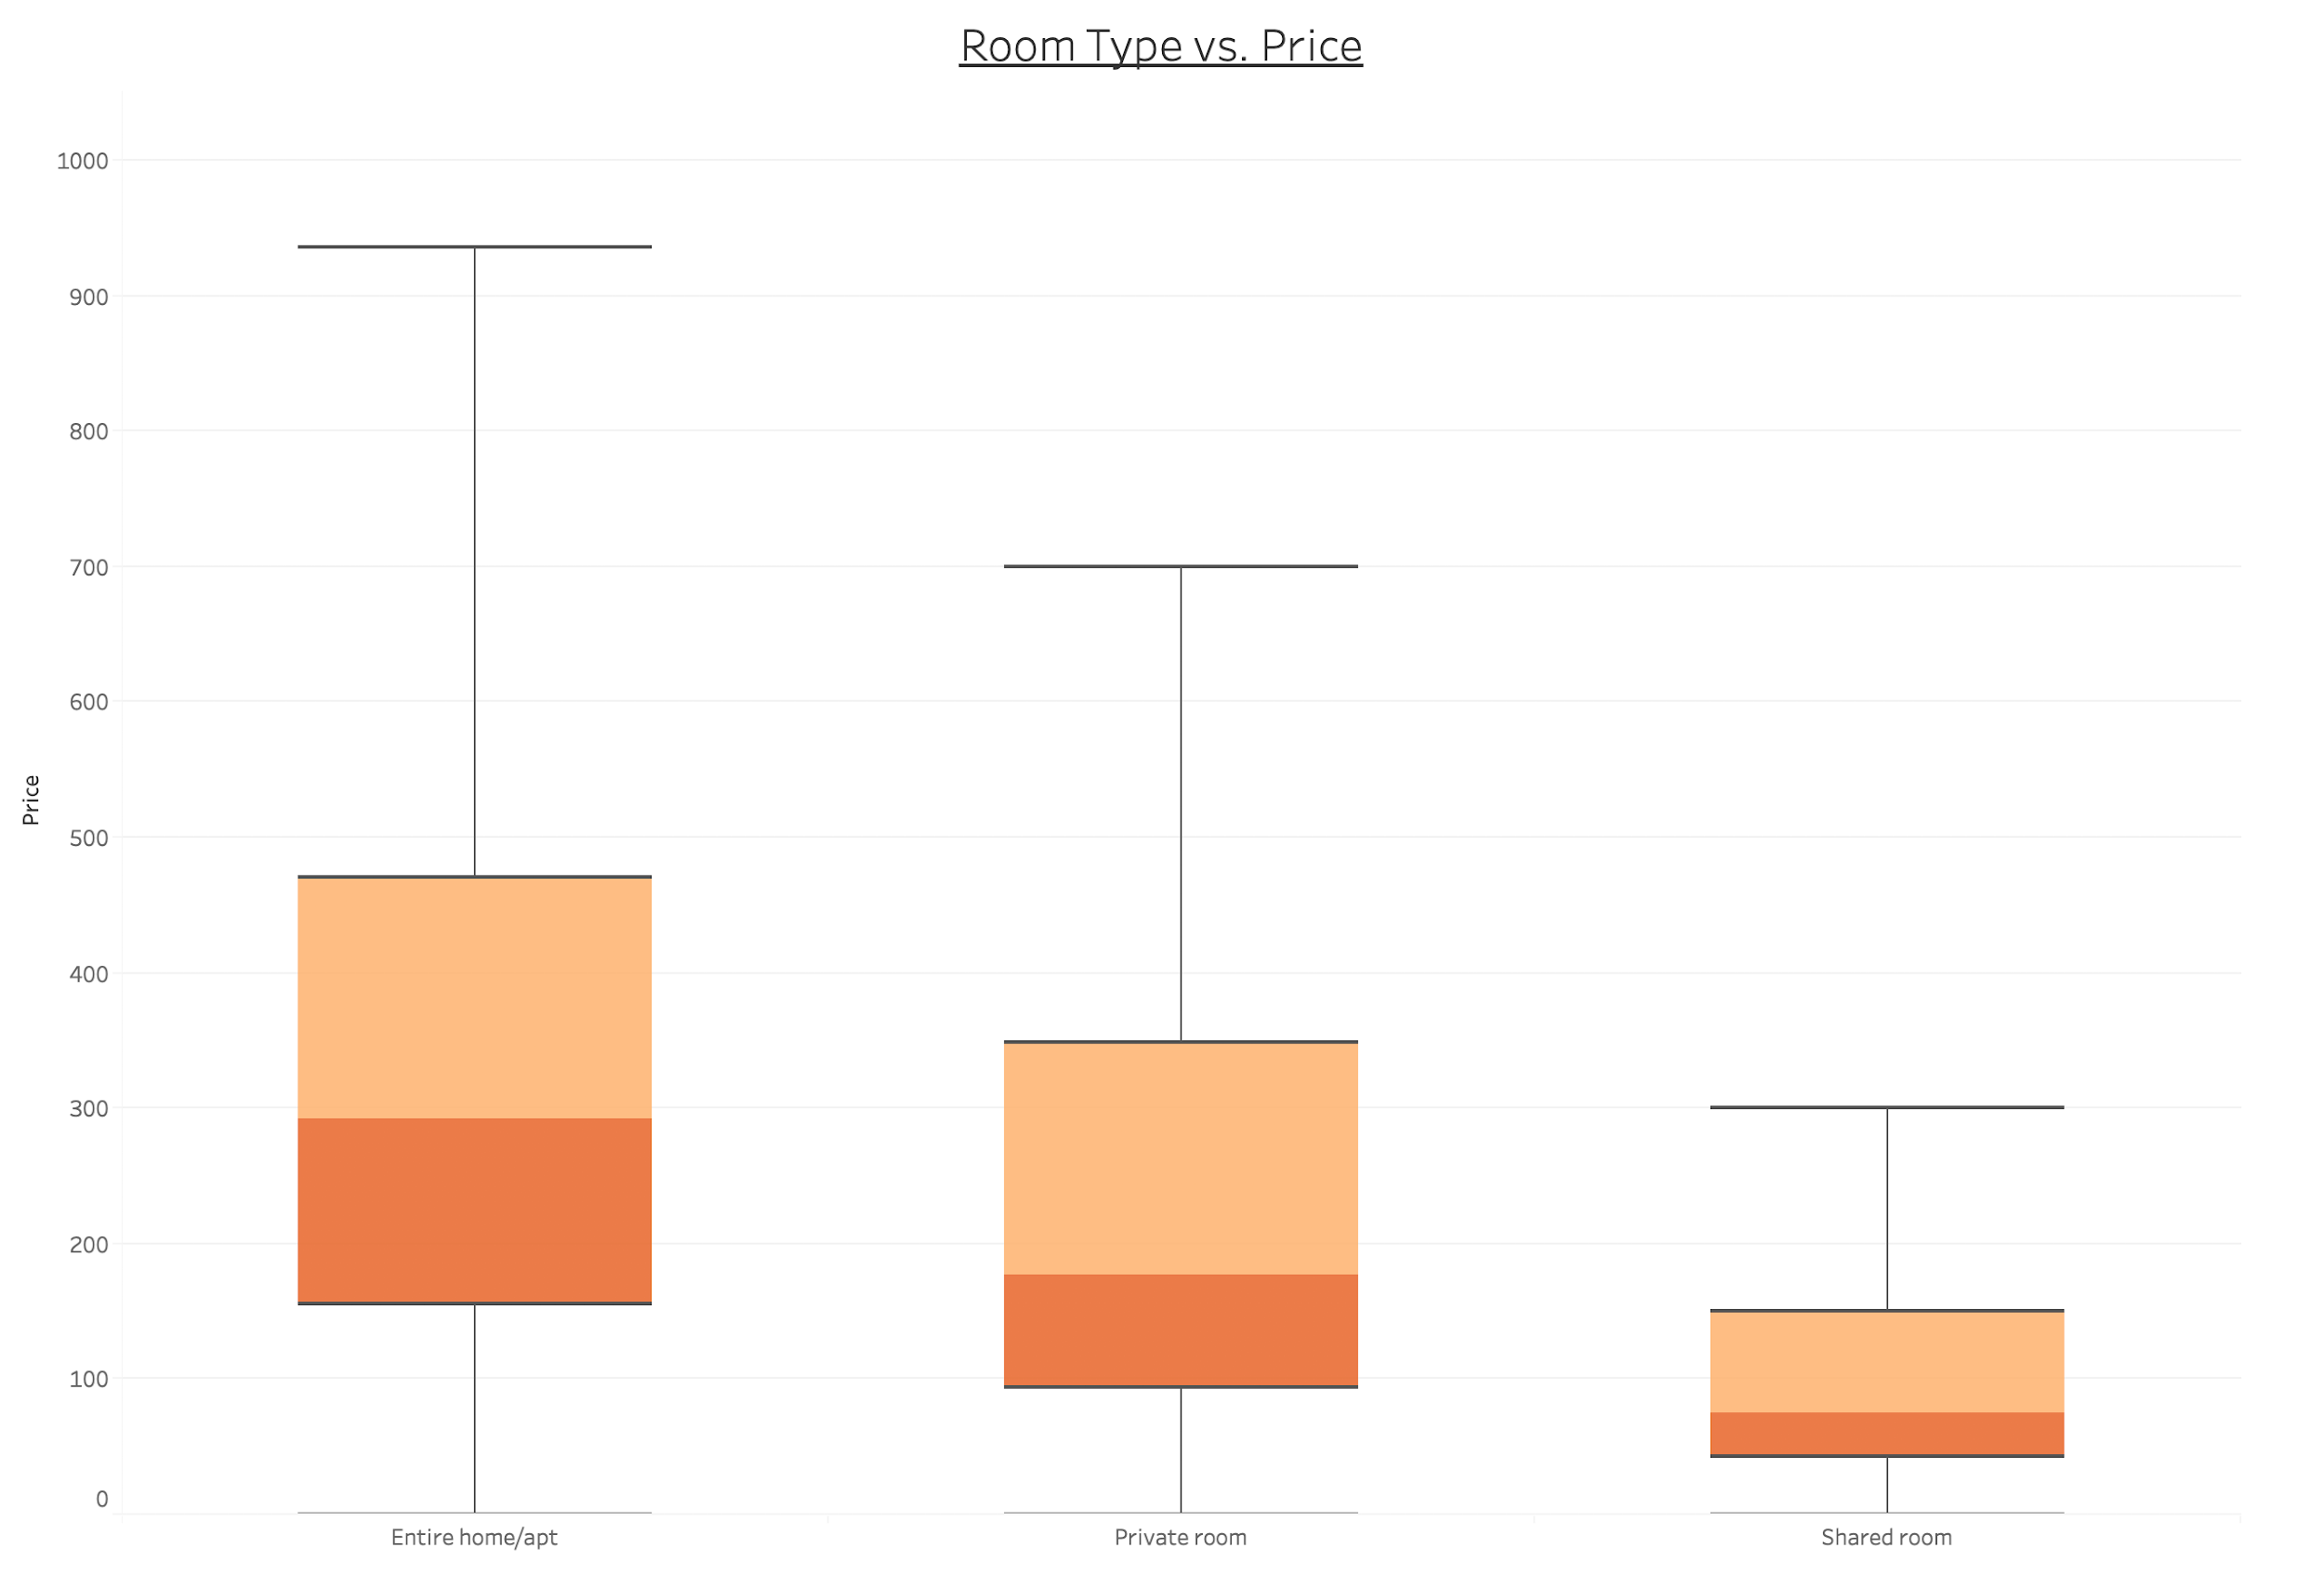 Room Type vs. Price
1000
900
800
700
600
500
400
300
200
100
0
Price
Entire home/apt
Private room
Shared room